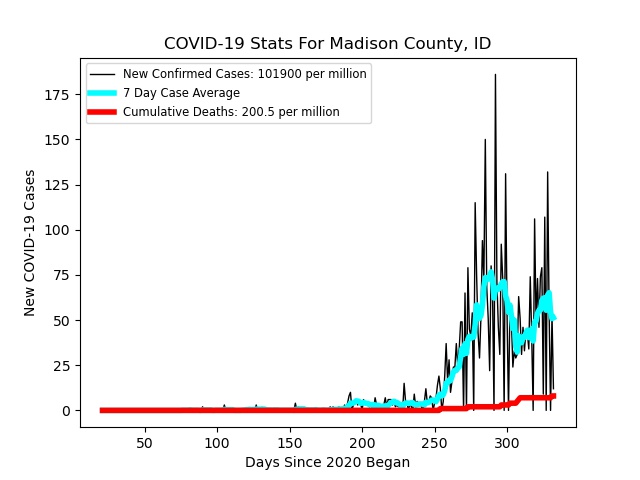 COVID-19 Stats For Madison County, ID
New Confirmed Cases: 101900 per million
7 Day Case Average
Cumulative Deaths: 200.5 per million
175
150
125
100
75
50
25
0
New COVID-19 Cases
50 100 150 200 250 300
Days Since 2020 Began